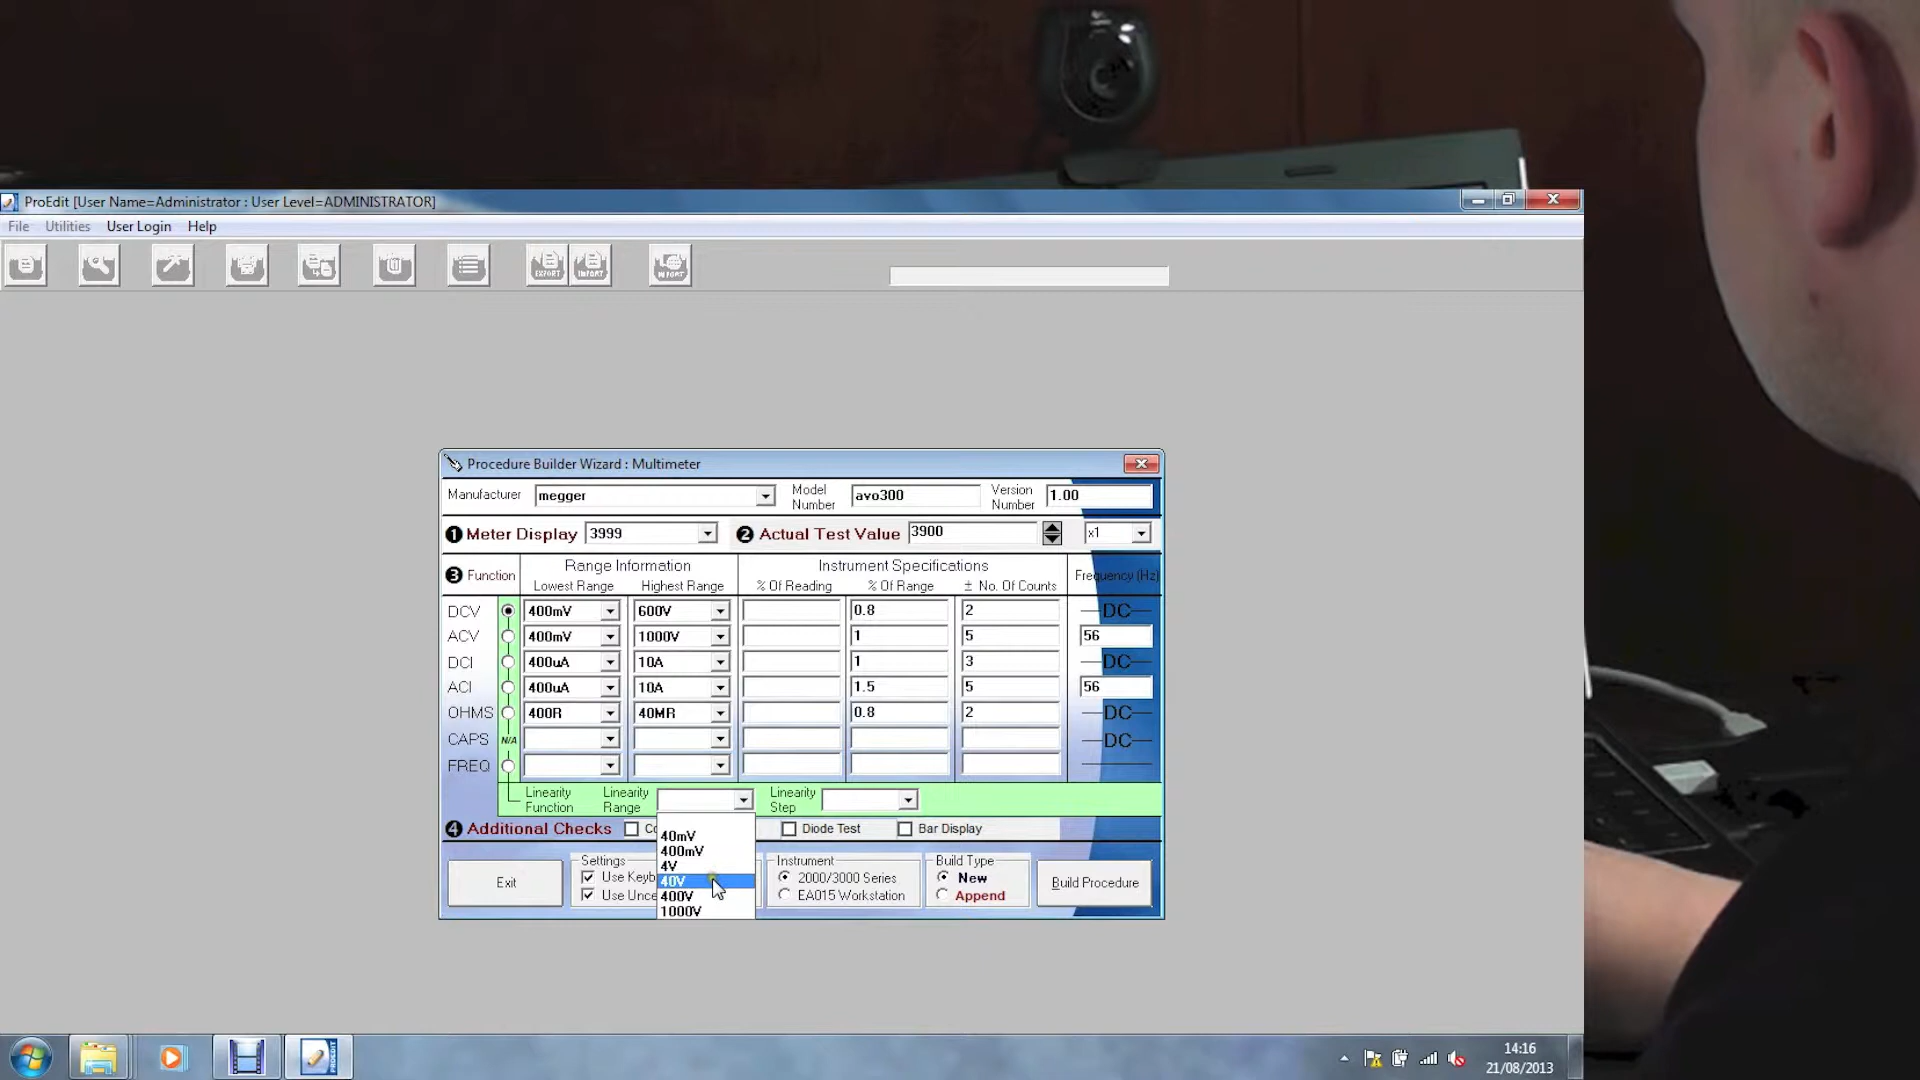 ProEdit [User Name=Administrator : User Level=ADMINISTRATOR]
File Utilities User Login Help
EXPORT IMPORT IMPORT
Procedure Builder Wizard : Multimeter
Manufacturer megger Model Number avo300 Version Number 1.00
1 Meter Display 3999 2 Actual Test Value 3900 x1
3 Function Range Information Instrument Specifications Frequency (Hz)
Lowest Range Highest Range % Of Reading % Of Range ± No. Of Counts
DCV 400mV 600V 0.8 2 DC
ACV 400mV 1000V 1 5 56
DCI 400uA 10A 1 3 DC
ACI 400uA 10A 1.5 5 56
OHMS 400R 40MR 0.8 2 DC
CAPS N/A DC
FREQ
Linearity Function Linearity Range Linearity Step
4 Additional Checks Diode Test Bar Display
40mV
400mV
4V
40V
400V
1000V
Exit
Settings
Use
Use
Instrument
2000/3000 Series
EA015 Workstation
Build Type
New
Append
Build Procedure
14:16
21/08/2013